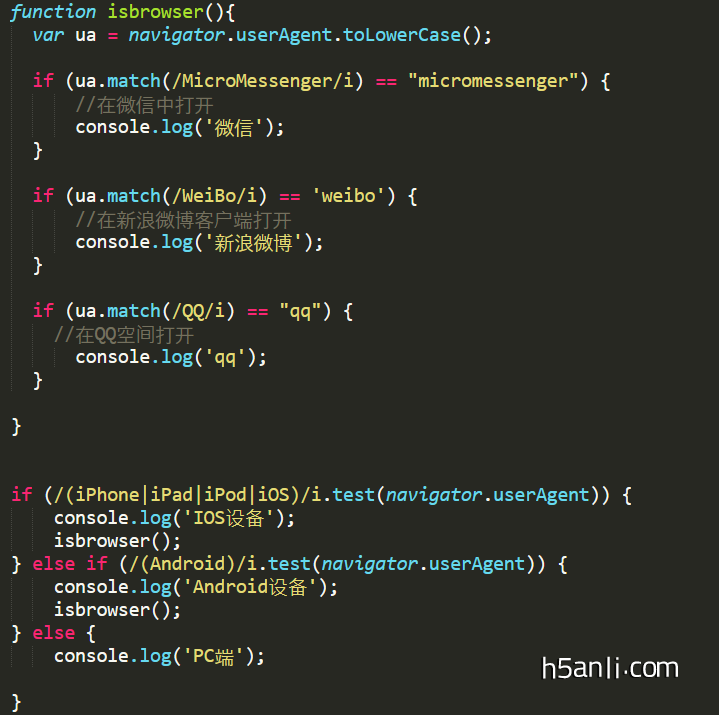 function isbrowser(){
var ua = navigator.userAgent.toLowerCase();
if (ua.match(/MicroMessenger/i) == "micromessenger") {
//在微信中打开
console.log('微信');
}
if (ua.match(/WeiBo/i) == 'weibo') {
//在新浪微博客户端打开
console.log('新浪微博');
}
if (ua.match(/QQ/i) == "qq") {
//在QQ空间打开
console.log('qq');
}
}
if (/(iPhone|iPad|iPod|iOS)/i.test(navigator.userAgent)) {
console.log('IOS设备');
isbrowser();
} else if (/(Android)/i.test(navigator.userAgent)) {
console.log('Android设备');
isbrowser();
} else {
console.log('PC端');
}
h5anli.com